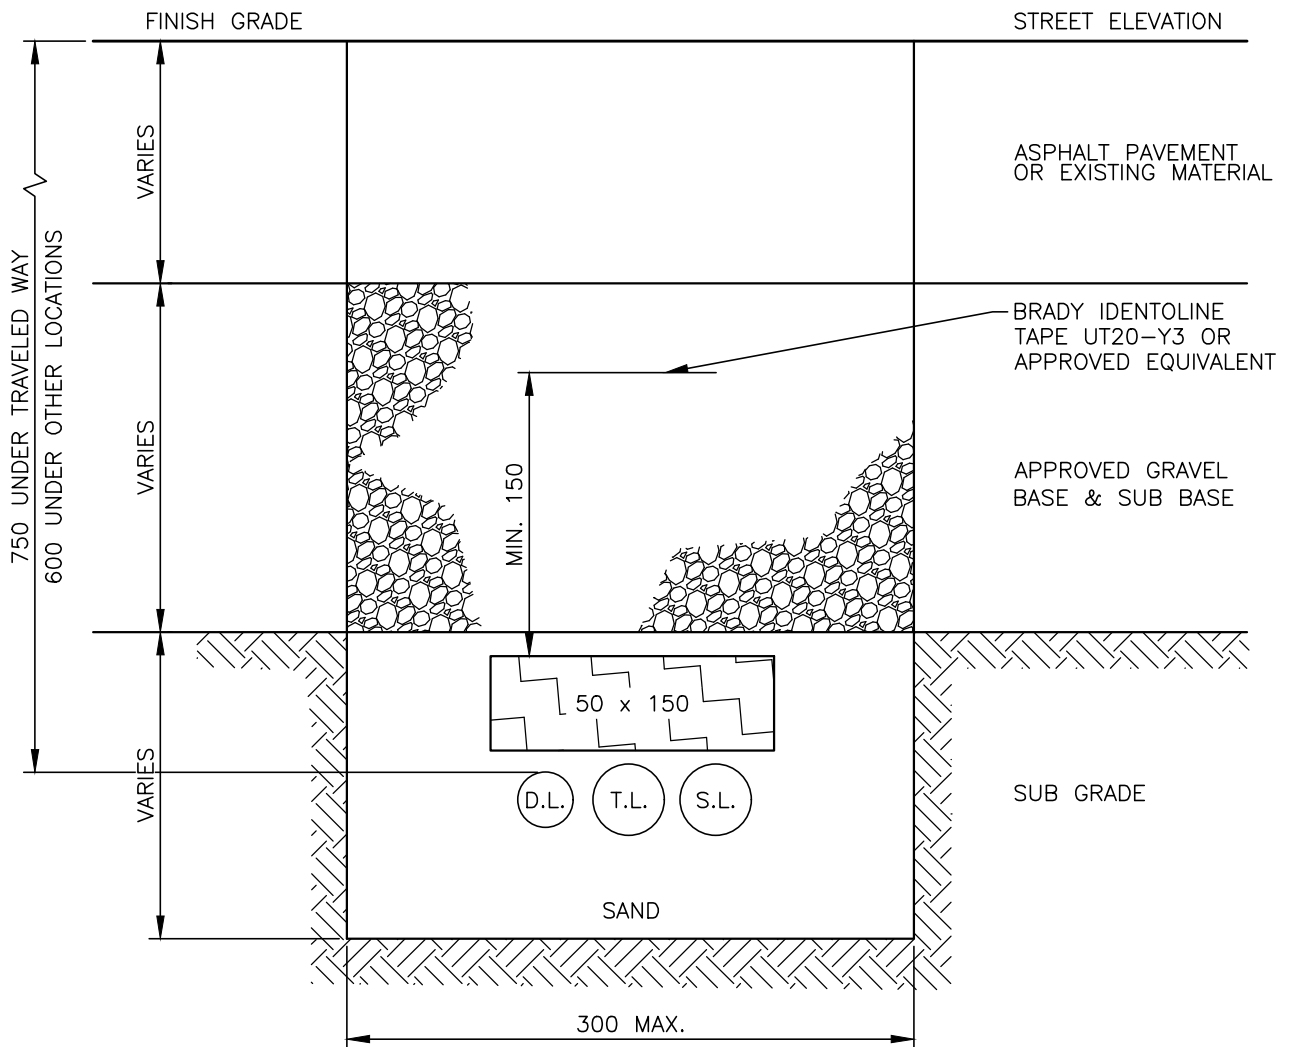 FINISH GRADE
STREET ELEVATION
VARIES
ASPHALT PAVEMENT
OR EXISTING MATERIAL
750 UNDER TRAVELED WAY
600 UNDER OTHER LOCATIONS
BRADY IDENTOLINE
TAPE UT20-Y3 OR
APPROVED EQUIVALENT
VARIES
MIN. 150
APPROVED GRAVEL
BASE & SUB BASE
50 x 150
VARIES
D.L. T.L. S.L.
SUB GRADE
SAND
300 MAX.